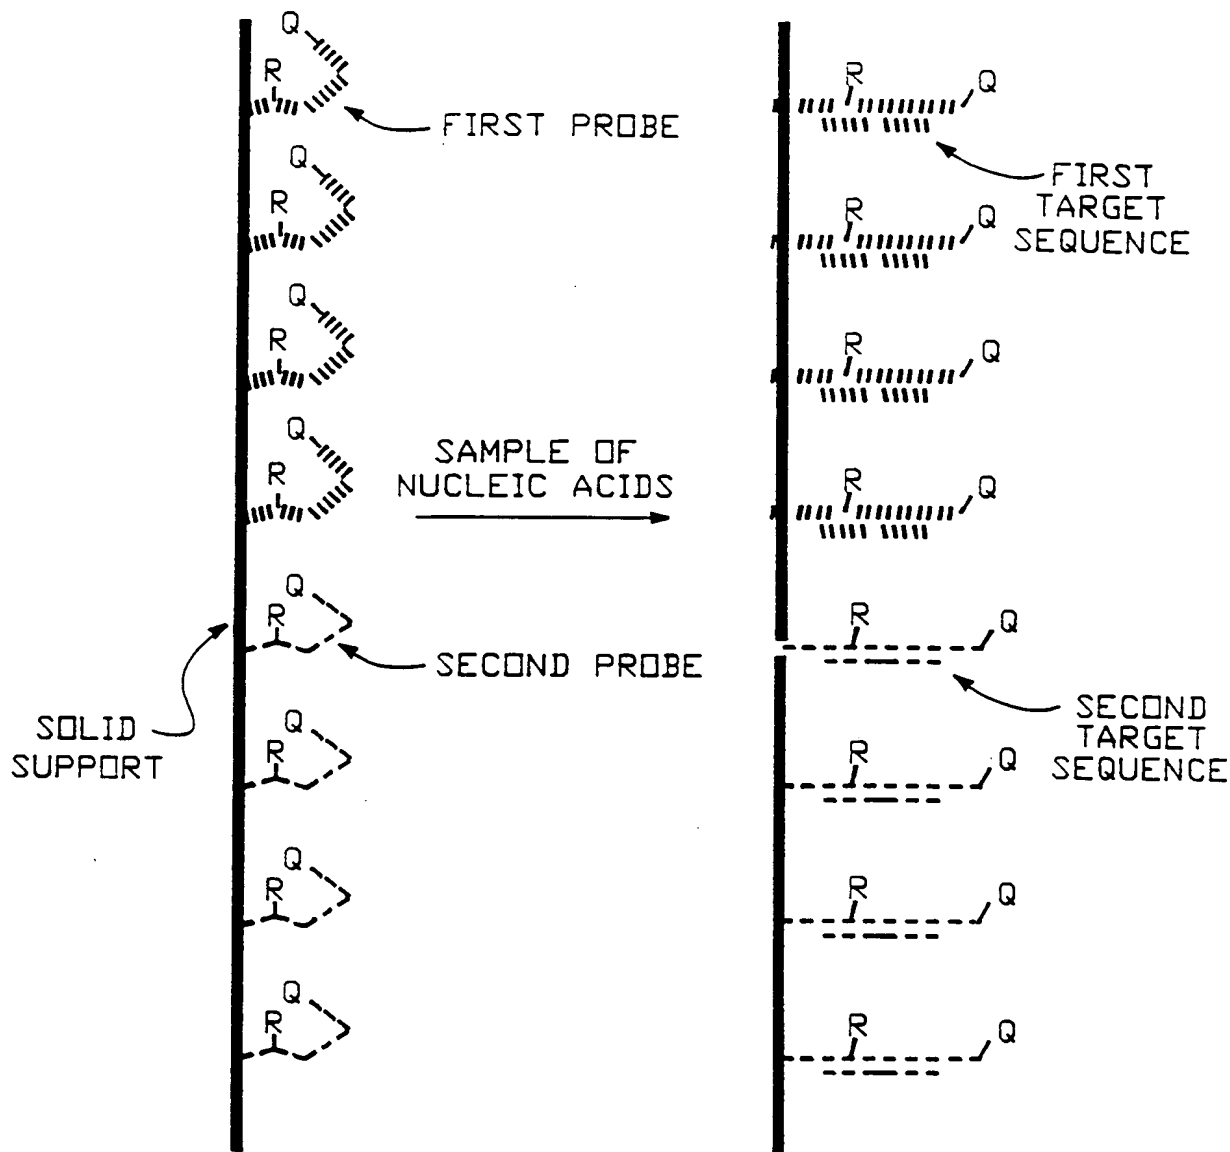 Q
R
FIRST PROBE
Q
R
Q
R
Q
R
SAMPLE OF
NUCLEIC ACIDS
Q
R
SECOND PROBE
SOLID
SUPPORT
Q
R
Q
R
Q
R
R
Q
FIRST
TARGET
SEQUENCE
R
Q
R
Q
R
Q
R
Q
SECOND
TARGET
SEQUENCE
R
Q
R
Q
R
Q